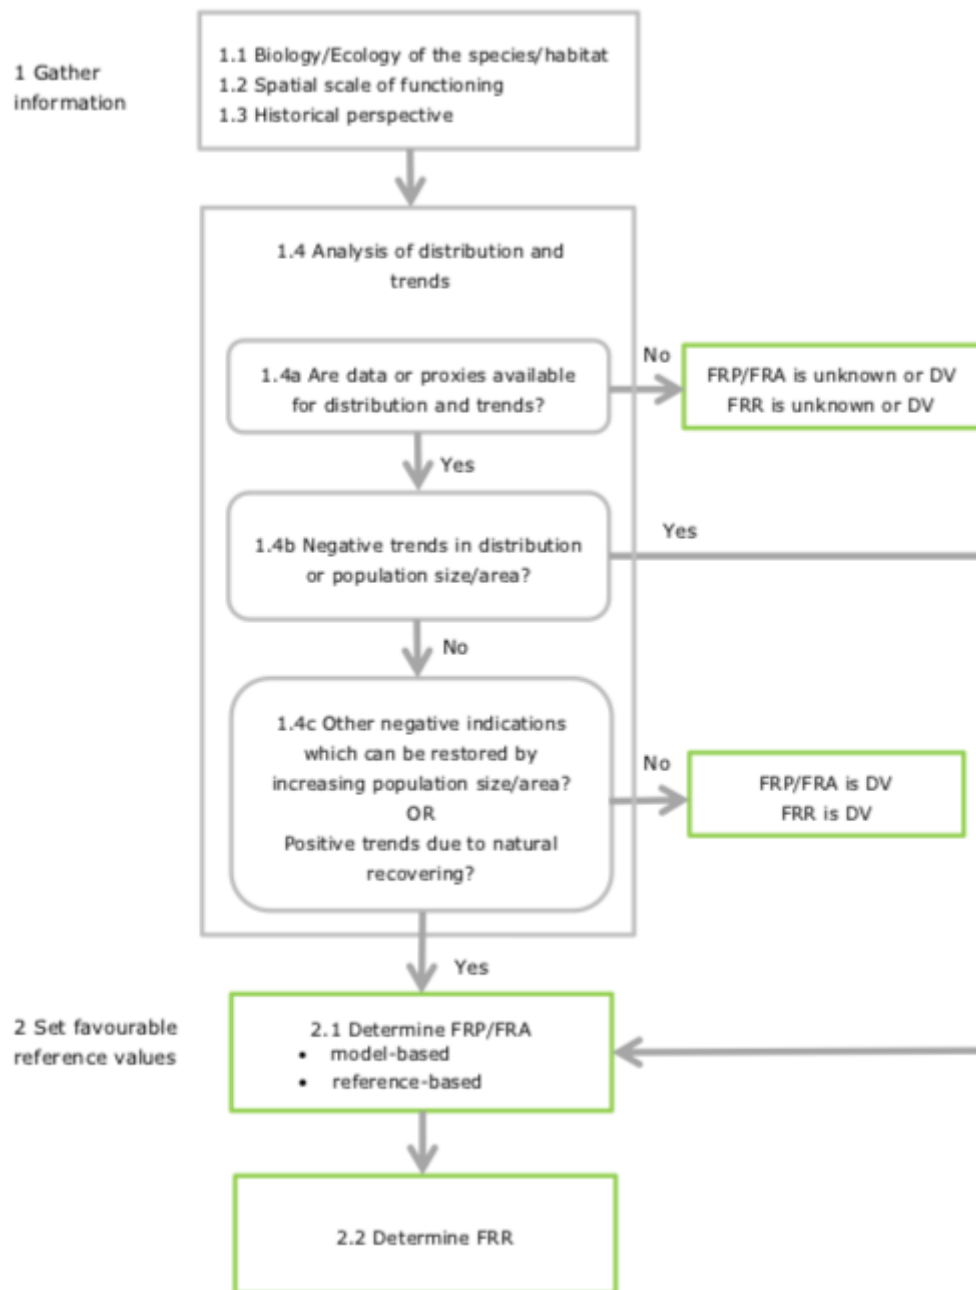 1 Gather
information
1.1 Biology/Ecology of the species/habitat
1.2 Spatial scale of functioning
1.3 Historical perspective
1.4 Analysis of distribution and
trends
1.4a Are data or proxies available
for distribution and trends?
No
FRP/FRA is unknown or DV
FRR is unknown or DV
Yes
1.4b Negative trends in distribution
or population size/area?
Yes
No
1.4c Other negative indications
which can be restored by
increasing population size/area?
OR
Positive trends due to natural
recovering?
No
FRP/FRA is DV
FRR is DV
Yes
2 Set favourable
reference values
2.1 Determine FRP/FRA
• model-based
• reference-based
2.2 Determine FRR